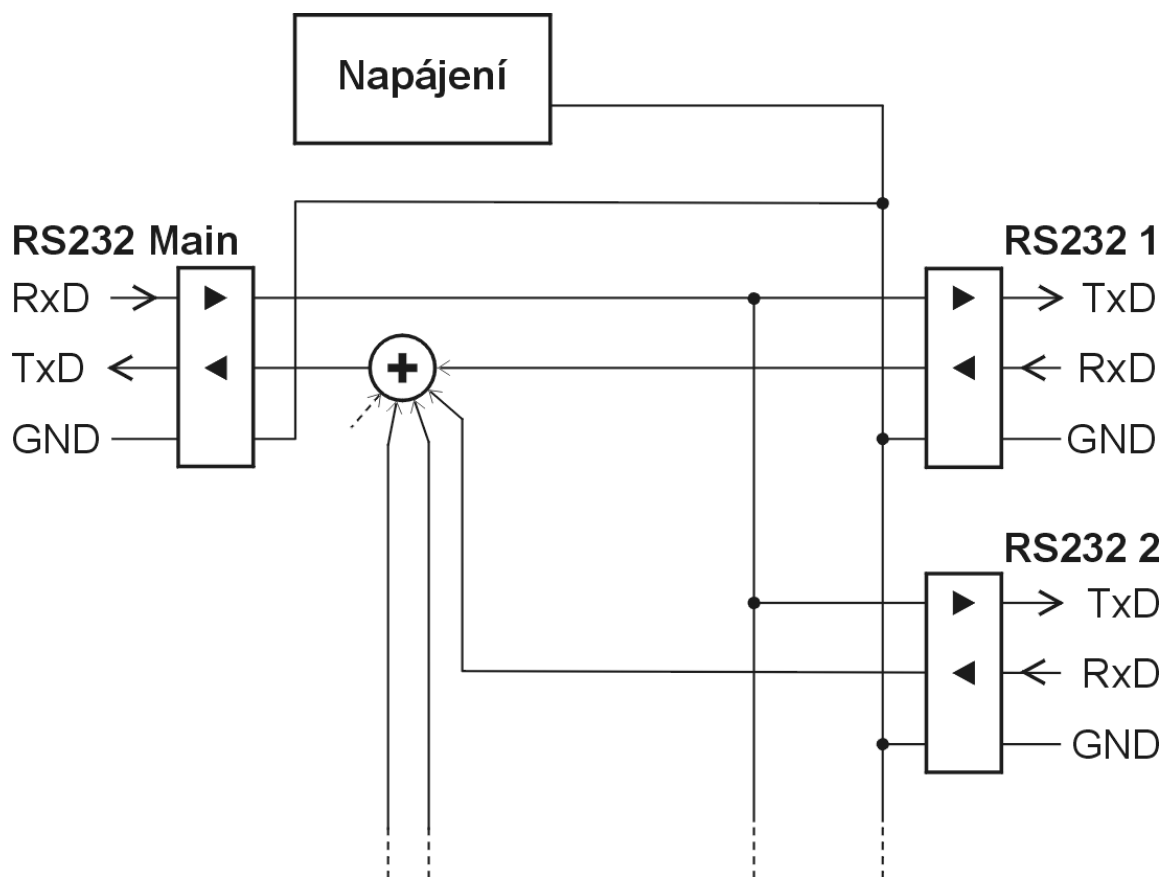 Napájení
RS232 Main
RxD
TxD
GND
RS232 1
TxD
RxD
GND
RS232 2
TxD
RxD
GND